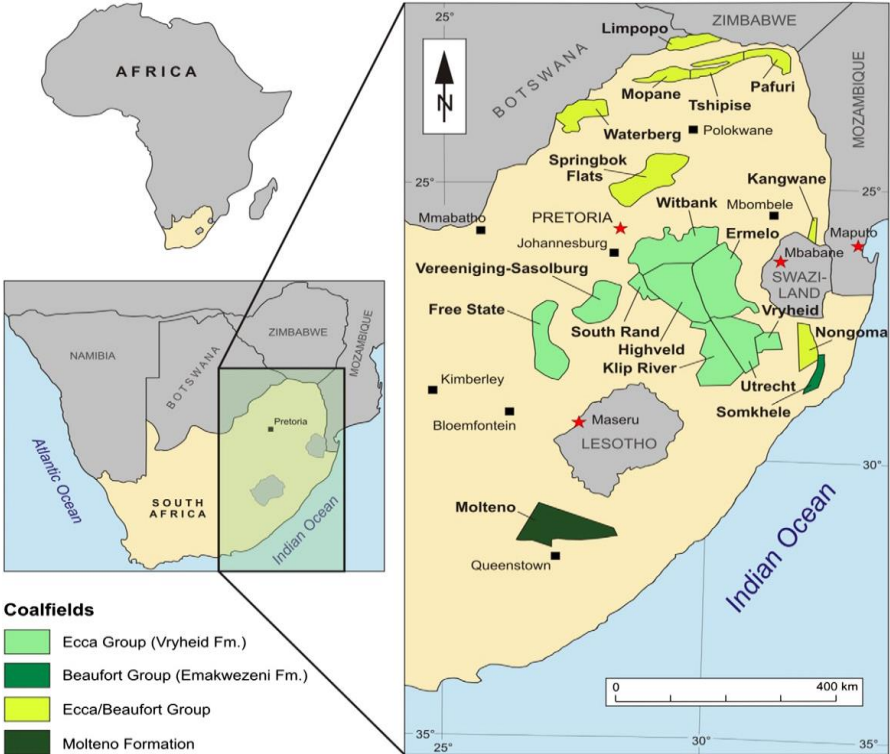 AFRICA
NAMIBIA
BOTSWANA
ZIMBABWE
MOZAMBIQUE
Pretoria
SOUTH
AFRICA
Atlantic Ocean
Indian Ocean
Coalfields
Ecca Group (Vryheid Fm.)
Beaufort Group (Emakwezeni Fm.)
Ecca/Beaufort Group
Molteno Formation
25°
ZIMBABWE
Limpopo
BOTSWANA
MOZAMBIQUE
N
Mopane
Tshipise
Pafuri
Waterberg
Polokwane
Springbok
Flats
25°
25°
Kangwane
Witbank
Mbombele
Mmabatho
PRETORIA
Johannesburg
Ermelo
Maputo
Mbabane
SWAZI-
LAND
Vereeniging-Sasolburg
Free State
Vryheid
South Rand
Highveld
Klip River
Nongoma
Utrecht
Somkhele
Kimberley
Bloemfontein
Maseru
LESOTHO
30°
Molteno
Queenstown
Indian Ocean
0
400 km
35°
25°
30°
35°